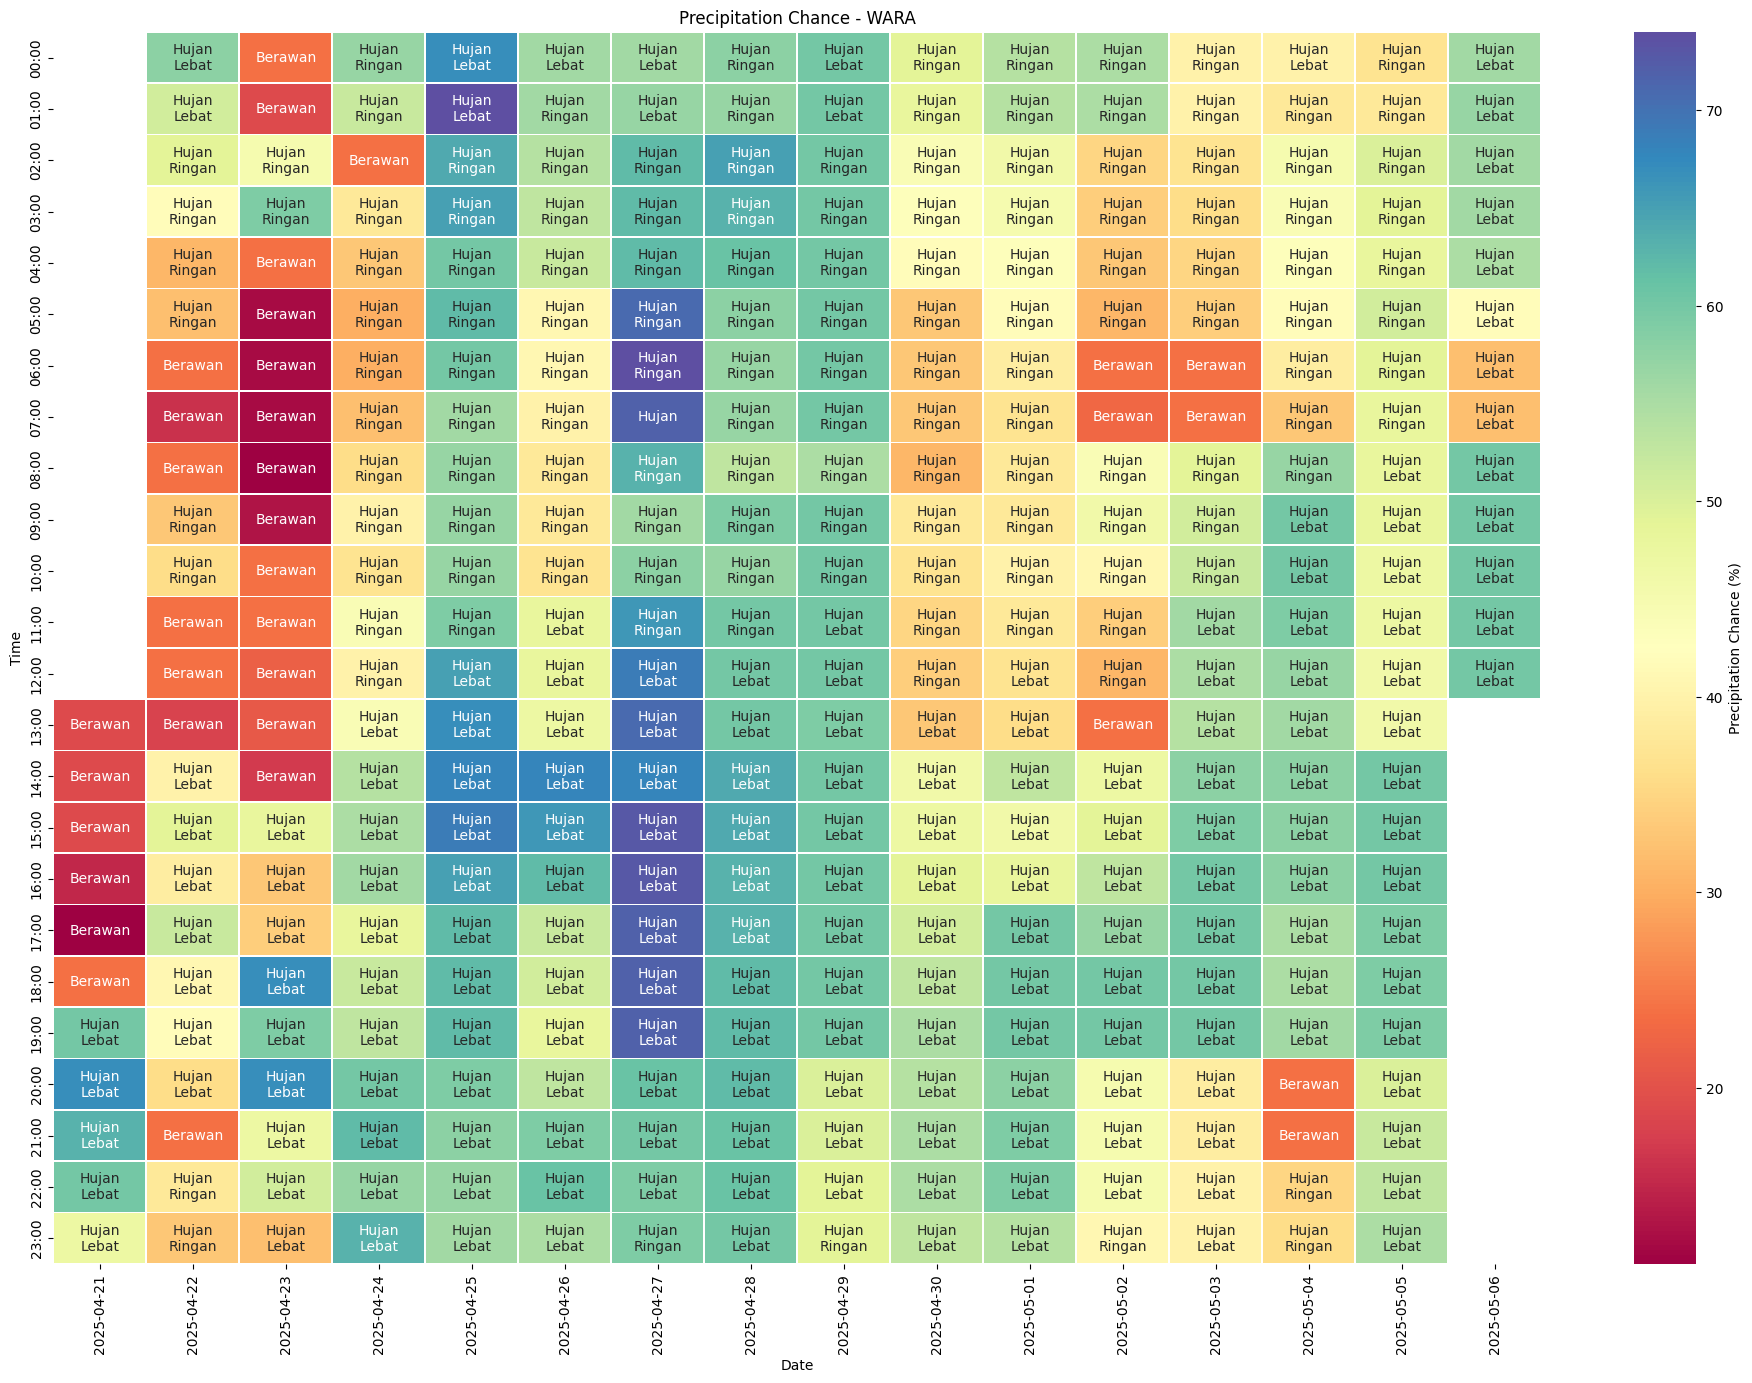 Precipitation Chance - WARA
00:00 Hujan Lebat Berawan Hujan Ringan Hujan Lebat Hujan Lebat Hujan Lebat Hujan Ringan Hujan Lebat Hujan Ringan Hujan Ringan Hujan Ringan Hujan Ringan Hujan Lebat Hujan Ringan Hujan Lebat
01:00 Hujan Lebat Berawan Hujan Ringan Hujan Lebat Hujan Ringan Hujan Lebat Hujan Ringan Hujan Lebat Hujan Ringan Hujan Ringan Hujan Ringan Hujan Ringan Hujan Ringan Hujan Ringan Hujan Lebat
02:00 Hujan Ringan Hujan Ringan Berawan Hujan Ringan Hujan Ringan Hujan Ringan Hujan Ringan Hujan Ringan Hujan Ringan Hujan Ringan Hujan Ringan Hujan Ringan Hujan Ringan Hujan Ringan Hujan Lebat
03:00 Hujan Ringan Hujan Ringan Hujan Ringan Hujan Ringan Hujan Ringan Hujan Ringan Hujan Ringan Hujan Ringan Hujan Ringan Hujan Ringan Hujan Ringan Hujan Ringan Hujan Ringan Hujan Ringan Hujan Lebat
04:00 Hujan Ringan Berawan Hujan Ringan Hujan Ringan Hujan Ringan Hujan Ringan Hujan Ringan Hujan Ringan Hujan Ringan Hujan Ringan Hujan Ringan Hujan Ringan Hujan Ringan Hujan Ringan Hujan Lebat
05:00 Hujan Ringan Berawan Hujan Ringan Hujan Ringan Hujan Ringan Hujan Ringan Hujan Ringan Hujan Ringan Hujan Ringan Hujan Ringan Hujan Ringan Hujan Ringan Hujan Ringan Hujan Ringan Hujan Lebat
06:00 Berawan Berawan Hujan Ringan Hujan Ringan Hujan Ringan Hujan Ringan Hujan Ringan Hujan Ringan Hujan Ringan Hujan Ringan Berawan Berawan Hujan Ringan Hujan Ringan Hujan Lebat
07:00 Berawan Berawan Hujan Ringan Hujan Ringan Hujan Ringan Hujan Hujan Ringan Hujan Ringan Hujan Ringan Hujan Ringan Berawan Berawan Hujan Ringan Hujan Ringan Hujan Lebat
08:00 Berawan Berawan Hujan Ringan Hujan Ringan Hujan Ringan Hujan Ringan Hujan Ringan Hujan Ringan Hujan Ringan Hujan Ringan Hujan Ringan Hujan Ringan Hujan Ringan Hujan Lebat Hujan Lebat
09:00 Hujan Ringan Berawan Hujan Ringan Hujan Ringan Hujan Ringan Hujan Ringan Hujan Ringan Hujan Ringan Hujan Ringan Hujan Ringan Hujan Ringan Hujan Ringan Hujan Lebat Hujan Lebat Hujan Lebat
10:00 Hujan Ringan Berawan Hujan Ringan Hujan Ringan Hujan Ringan Hujan Ringan Hujan Ringan Hujan Ringan Hujan Ringan Hujan Ringan Hujan Ringan Hujan Ringan Hujan Lebat Hujan Lebat Hujan Lebat
11:00 Berawan Berawan Hujan Ringan Hujan Ringan Hujan Lebat Hujan Ringan Hujan Ringan Hujan Lebat Hujan Ringan Hujan Ringan Hujan Ringan Hujan Lebat Hujan Lebat Hujan Lebat Hujan Lebat
12:00 Berawan Berawan Hujan Ringan Hujan Lebat Hujan Lebat Hujan Lebat Hujan Lebat Hujan Lebat Hujan Ringan Hujan Lebat Hujan Ringan Hujan Lebat Hujan Lebat Hujan Lebat Hujan Lebat
13:00 Berawan Berawan Berawan Hujan Lebat Hujan Lebat Hujan Lebat Hujan Lebat Hujan Lebat Hujan Lebat Hujan Lebat Hujan Lebat Berawan Hujan Lebat Hujan Lebat Hujan Lebat
14:00 Berawan Hujan Lebat Berawan Hujan Lebat Hujan Lebat Hujan Lebat Hujan Lebat Hujan Lebat Hujan Lebat Hujan Lebat Hujan Lebat Hujan Lebat Hujan Lebat Hujan Lebat Hujan Lebat
15:00 Berawan Hujan Lebat Hujan Lebat Hujan Lebat Hujan Lebat Hujan Lebat Hujan Lebat Hujan Lebat Hujan Lebat Hujan Lebat Hujan Lebat Hujan Lebat Hujan Lebat Hujan Lebat Hujan Lebat
16:00 Berawan Hujan Lebat Hujan Lebat Hujan Lebat Hujan Lebat Hujan Lebat Hujan Lebat Hujan Lebat Hujan Lebat Hujan Lebat Hujan Lebat Hujan Lebat Hujan Lebat Hujan Lebat Hujan Lebat
17:00 Berawan Hujan Lebat Hujan Lebat Hujan Lebat Hujan Lebat Hujan Lebat Hujan Lebat Hujan Lebat Hujan Lebat Hujan Lebat Hujan Lebat Hujan Lebat Hujan Lebat Hujan Lebat Hujan Lebat
18:00 Berawan Hujan Lebat Hujan Lebat Hujan Lebat Hujan Lebat Hujan Lebat Hujan Lebat Hujan Lebat Hujan Lebat Hujan Lebat Hujan Lebat Hujan Lebat Hujan Lebat Hujan Lebat Hujan Lebat
19:00 Hujan Lebat Hujan Lebat Hujan Lebat Hujan Lebat Hujan Lebat Hujan Lebat Hujan Lebat Hujan Lebat Hujan Lebat Hujan Lebat Hujan Lebat Hujan Lebat Hujan Lebat Hujan Lebat Hujan Lebat
20:00 Hujan Lebat Hujan Lebat Hujan Lebat Hujan Lebat Hujan Lebat Hujan Lebat Hujan Lebat Hujan Lebat Hujan Lebat Hujan Lebat Hujan Lebat Hujan Lebat Hujan Lebat Berawan Hujan Lebat
21:00 Hujan Lebat Berawan Hujan Lebat Hujan Lebat Hujan Lebat Hujan Lebat Hujan Lebat Hujan Lebat Hujan Lebat Hujan Lebat Hujan Lebat Hujan Lebat Hujan Lebat Berawan Hujan Lebat
22:00 Hujan Lebat Hujan Ringan Hujan Lebat Hujan Lebat Hujan Lebat Hujan Lebat Hujan Lebat Hujan Lebat Hujan Lebat Hujan Lebat Hujan Lebat Hujan Lebat Hujan Lebat Hujan Ringan Hujan Lebat
23:00 Hujan Lebat Hujan Ringan Hujan Lebat Hujan Lebat Hujan Lebat Hujan Lebat Hujan Ringan Hujan Lebat Hujan Ringan Hujan Lebat Hujan Lebat Hujan Ringan Hujan Lebat Hujan Ringan Hujan Lebat
Time
2025-04-21 2025-04-22 2025-04-23 2025-04-24 2025-04-25 2025-04-26 2025-04-27 2025-04-28 2025-04-29 2025-04-30 2025-05-01 2025-05-02 2025-05-03 2025-05-04 2025-05-05 2025-05-06
Date
70
60
50
40
30
20
Precipitation Chance (%)